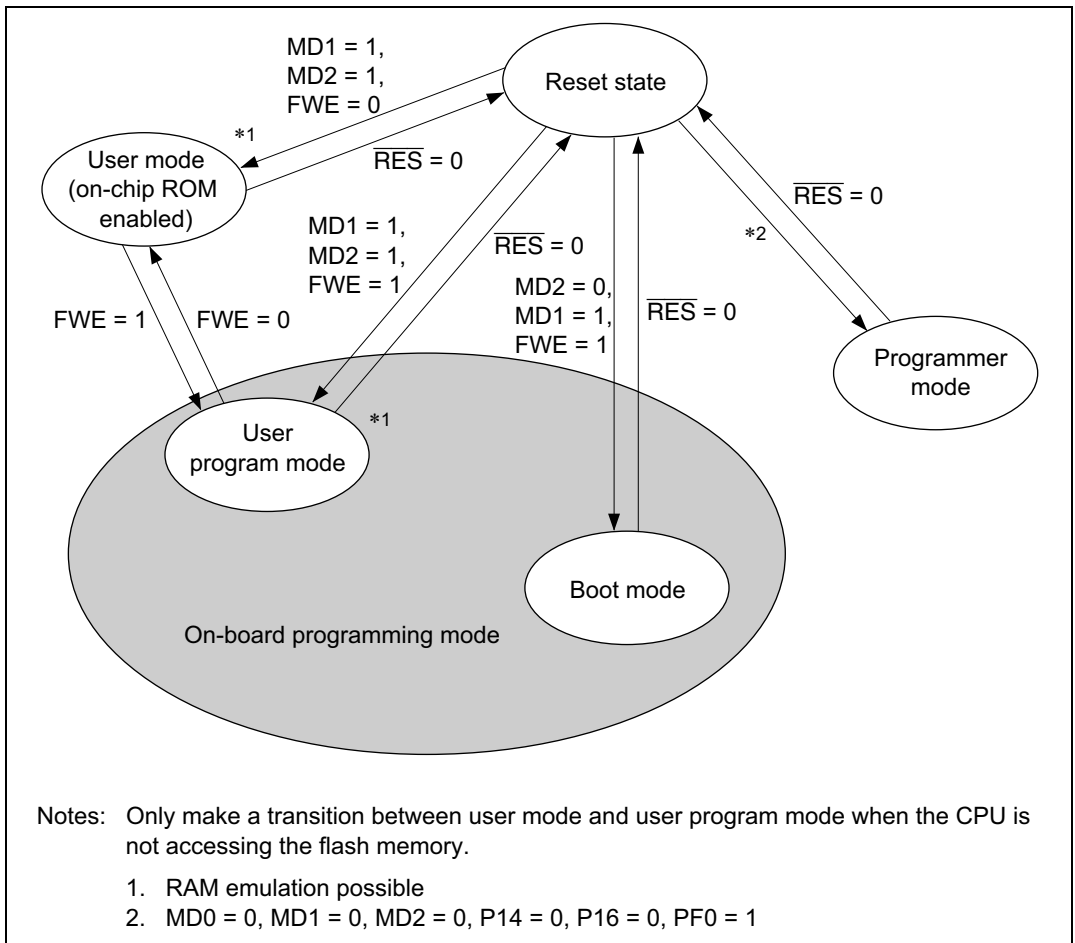 MD1 = 1,
MD2 = 1,
FWE = 0
Reset state
*1
RES = 0
User mode
(on-chip ROM
enabled)
MD1 = 1,
MD2 = 1,
FWE = 1
RES = 0
*2
RES = 0
MD2 = 0,
MD1 = 1,
FWE = 1
RES = 0
FWE = 1
FWE = 0
Programmer
mode
User
program mode
*1
Boot mode
On-board programming mode
Notes: Only make a transition between user mode and user program mode when the CPU is
not accessing the flash memory.
1. RAM emulation possible
2. MD0 = 0, MD1 = 0, MD2 = 0, P14 = 0, P16 = 0, PF0 = 1